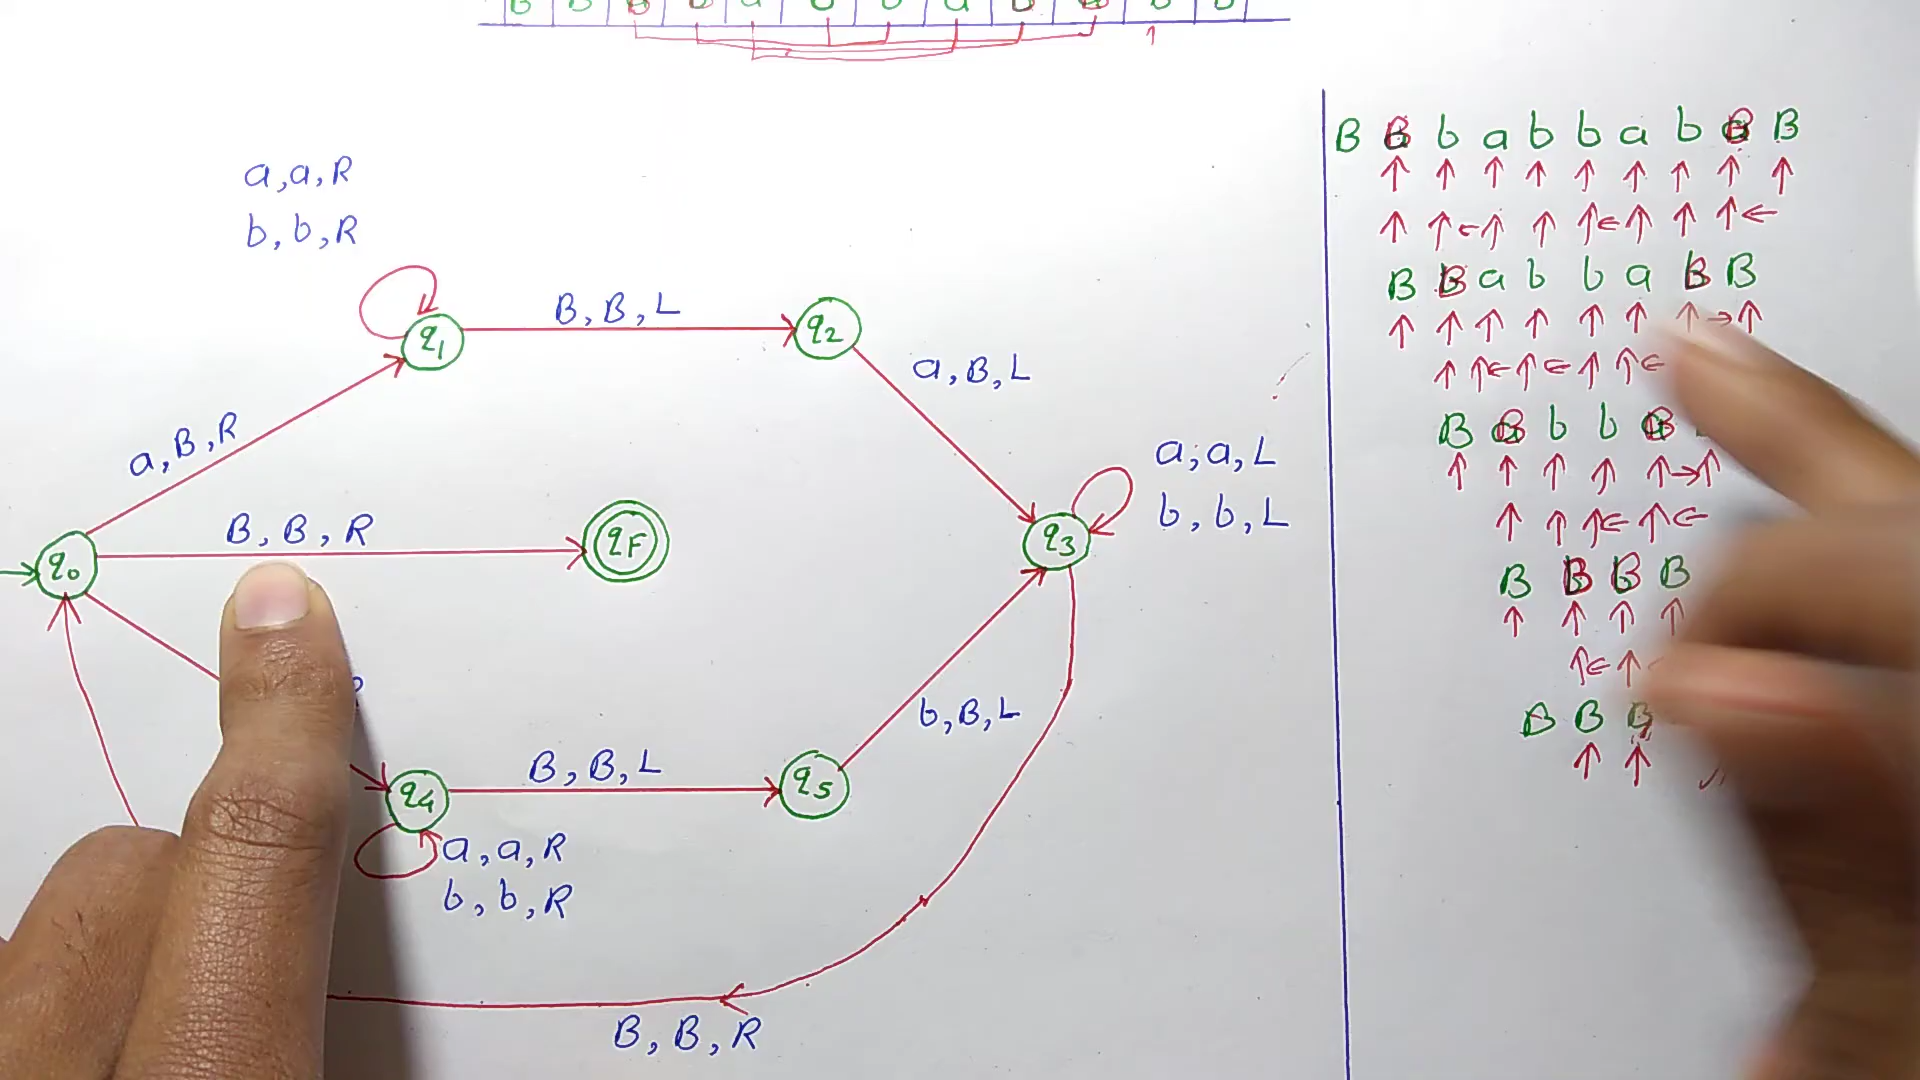 a,a,R
b,b,R
B,B,L
q2
q1
a,B,L
a,B,R
a,a,L
b,b,L
B,B,R
qF
q0
q3
b,B,L
B,B,L
q4
q5
a,a,R
b,b,R
B,B,R
B B b a b b a b B B
B B a b b a B B
B B b b B
B B B B
B B B